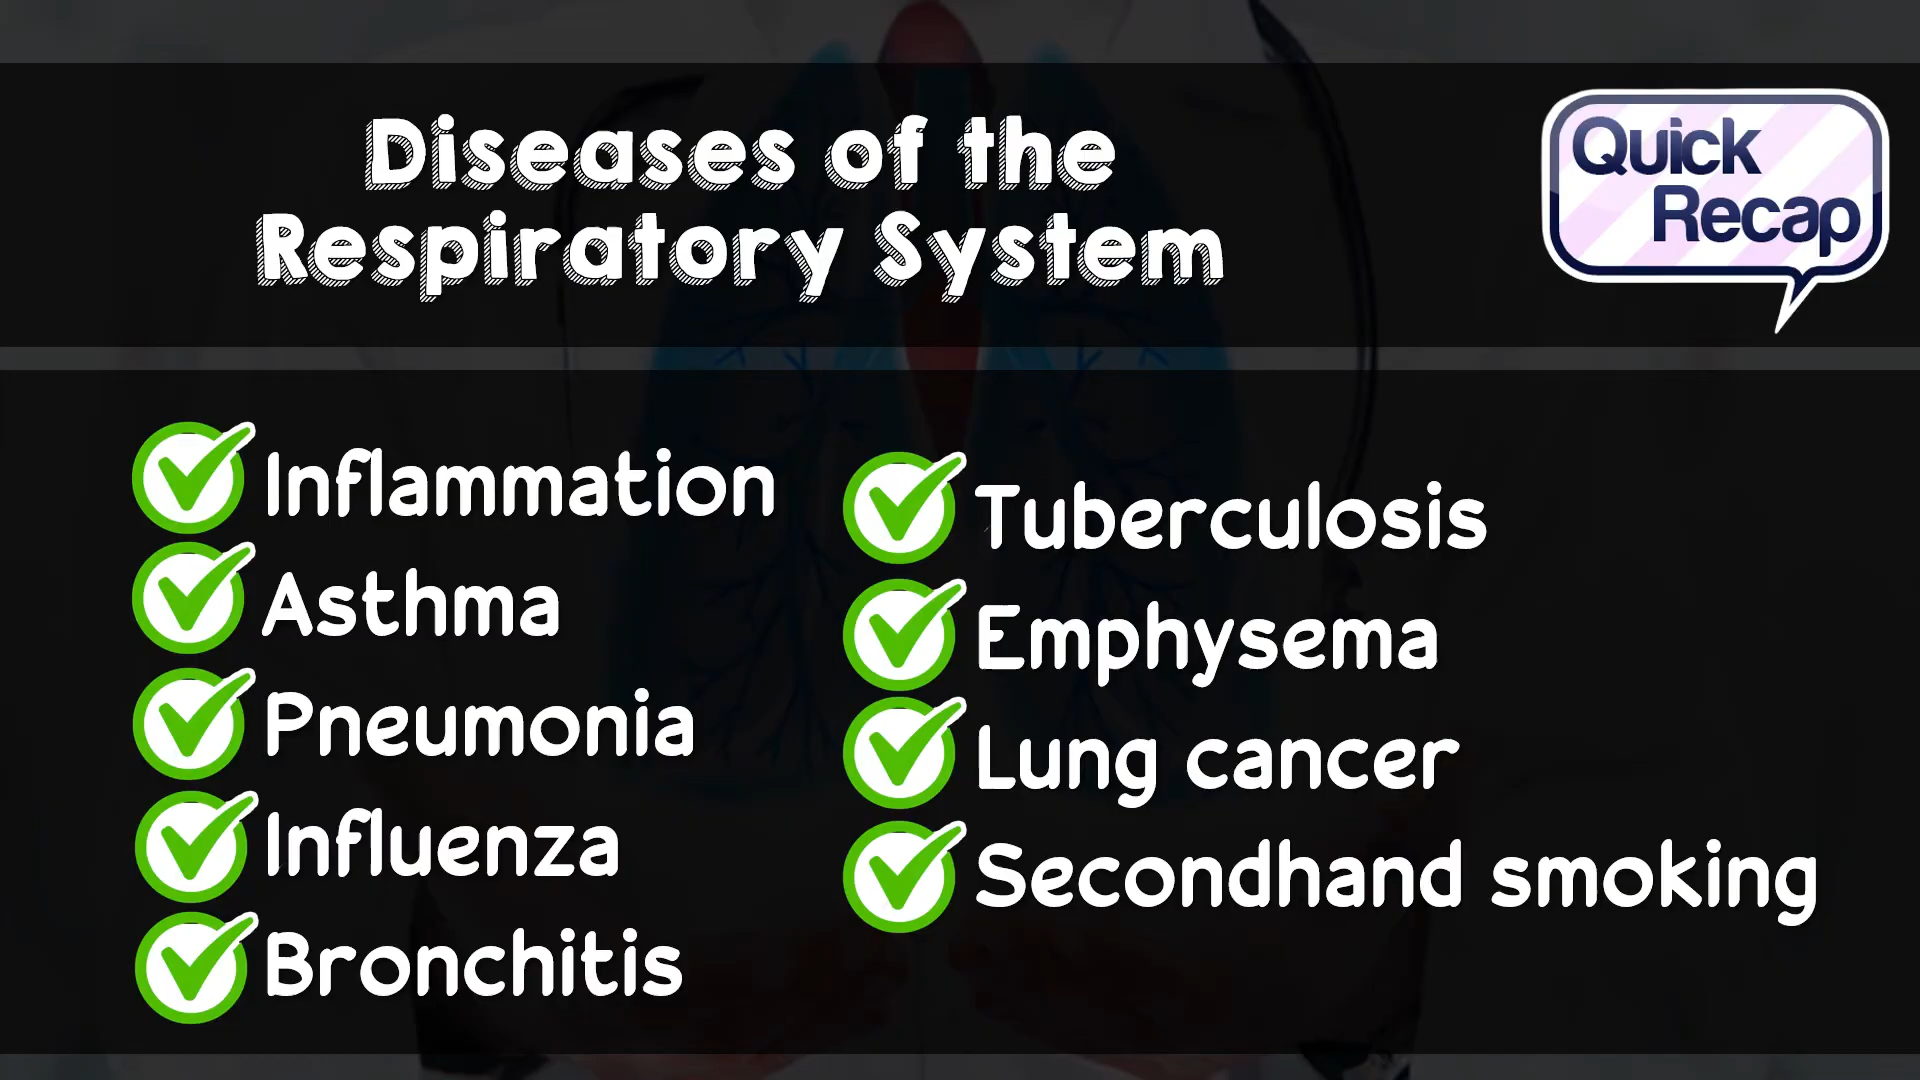 Diseases of the
Respiratory System
Quick
Recap
Inflammation
Asthma
Pneumonia
Influenza
Bronchitis
Tuberculosis
Emphysema
Lung cancer
Secondhand smoking